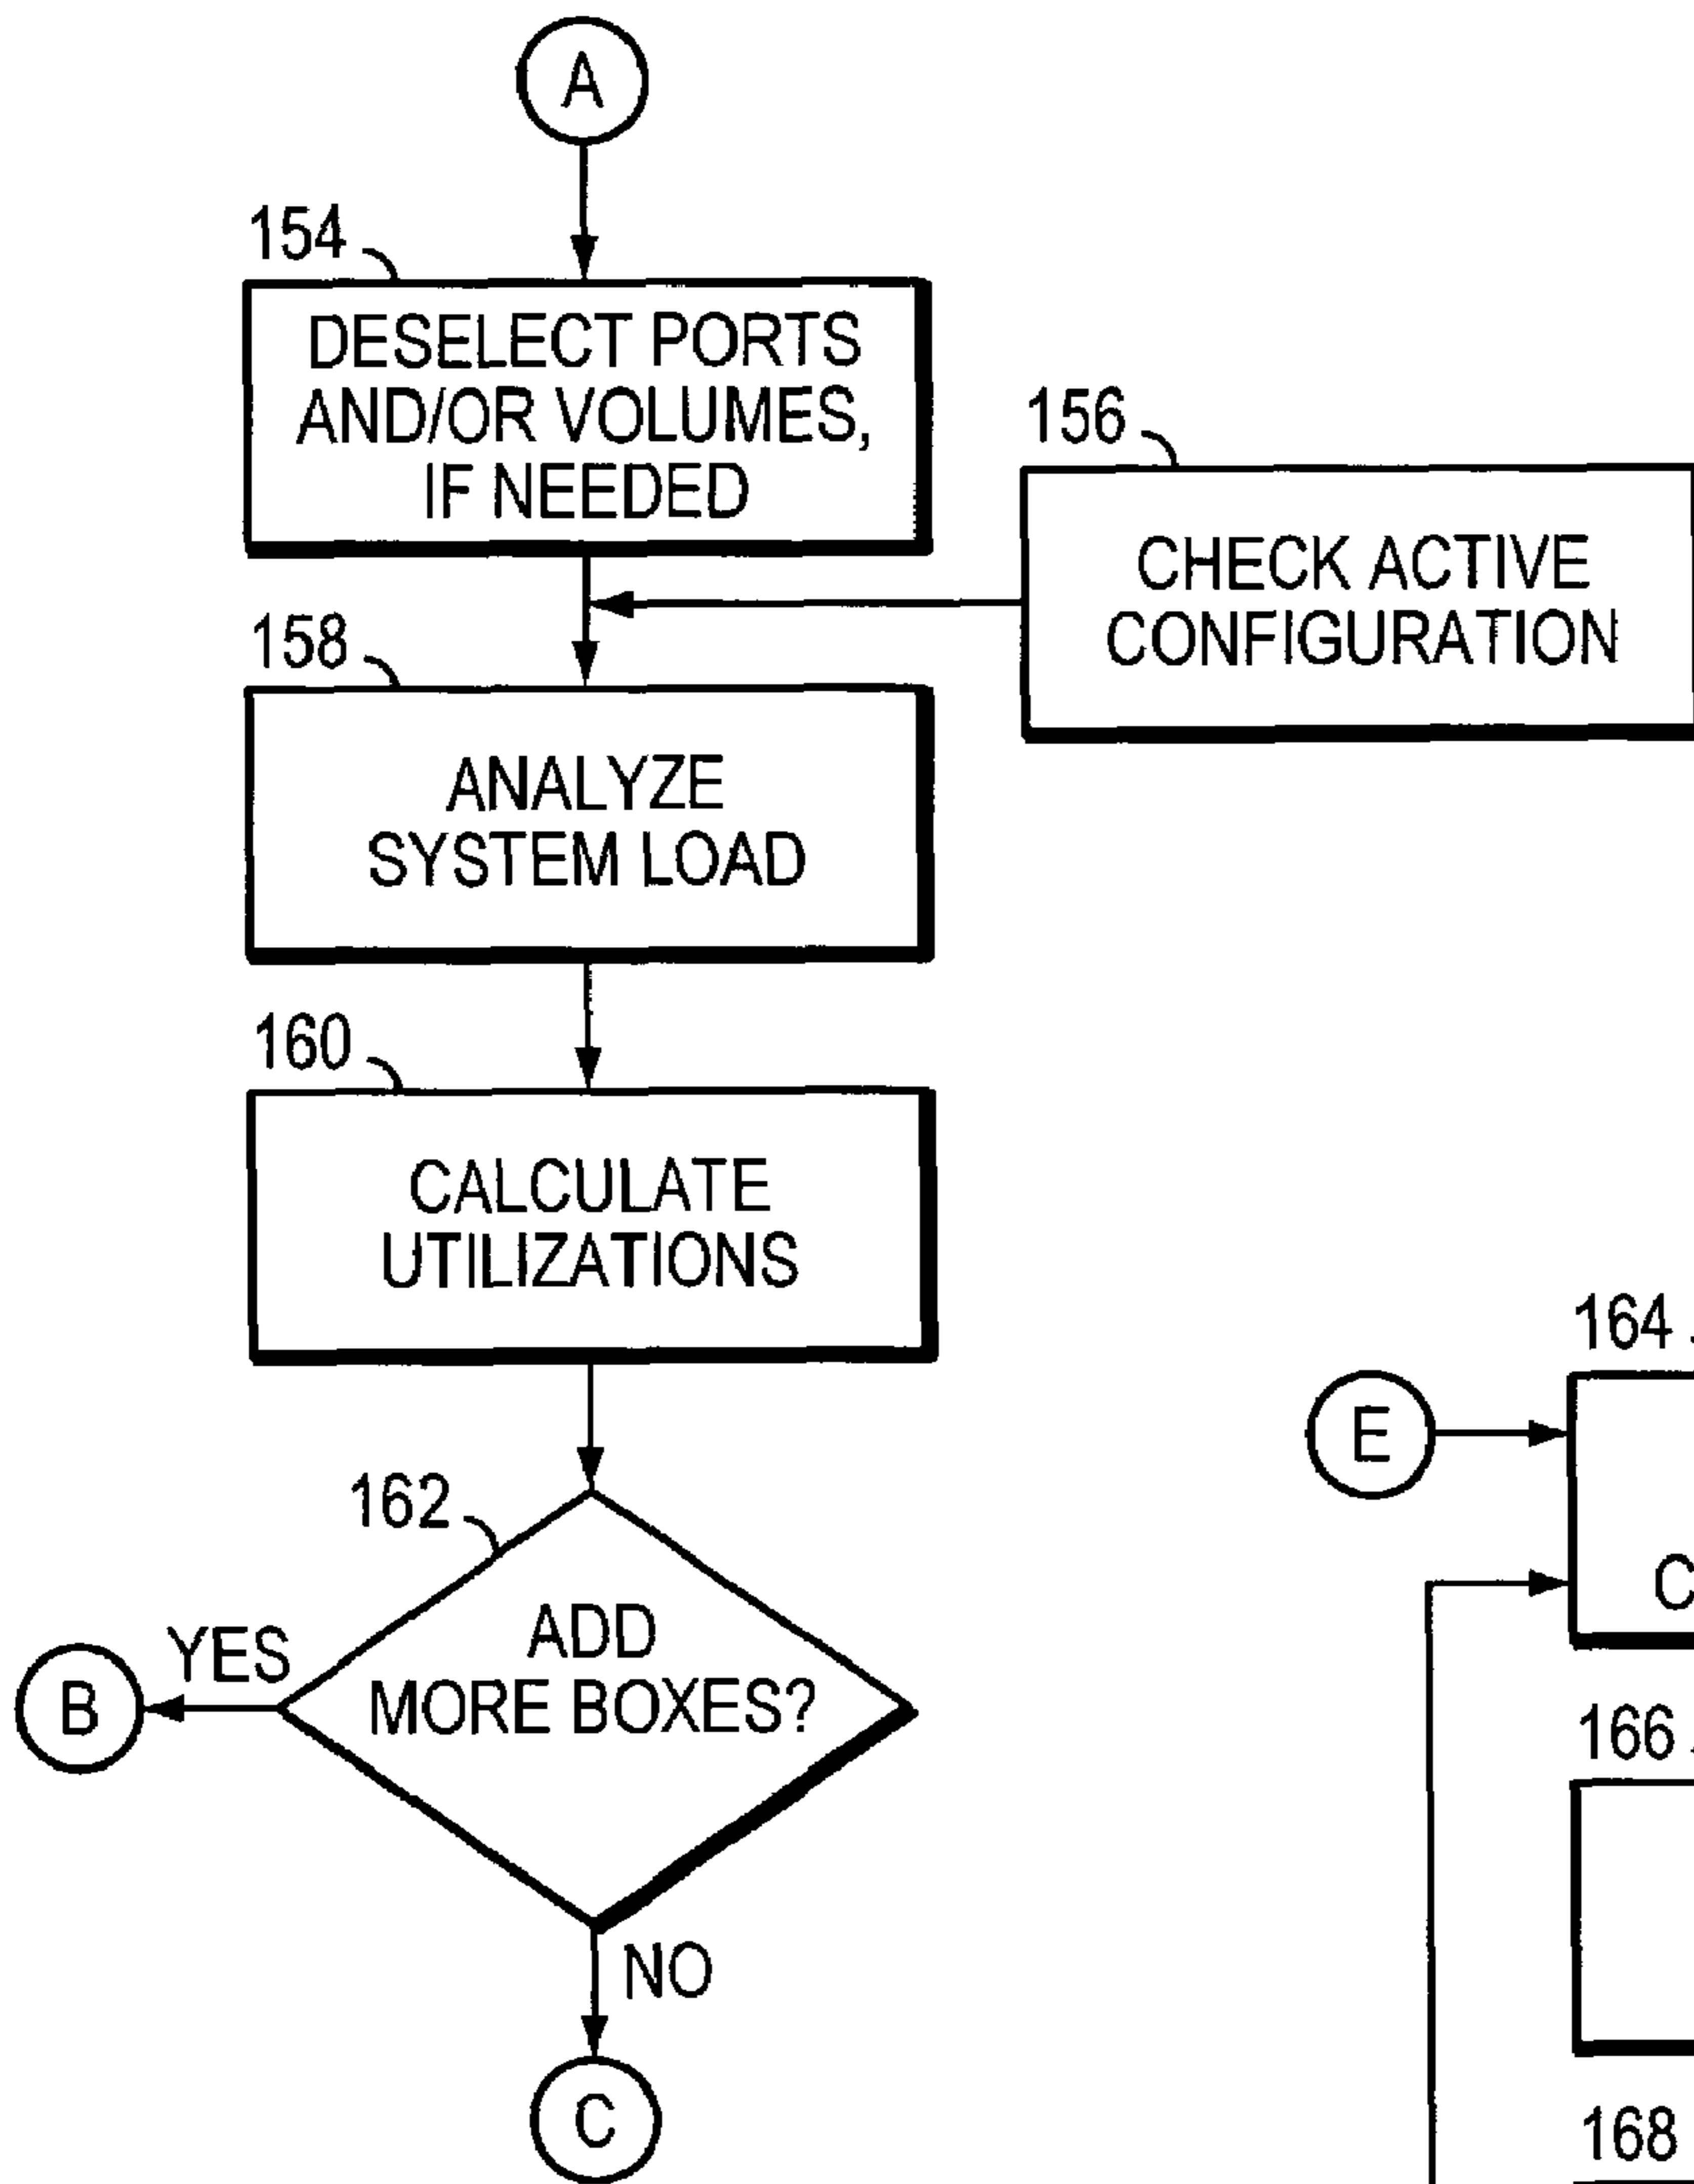 A
154
DESELECT PORTS
AND/OR VOLUMES,
IF NEEDED
156
CHECK ACTIVE
CONFIGURATION
158
ANALYZE
SYSTEM LOAD
160
CALCULATE
UTILIZATIONS
162
ADD
MORE BOXES?
YES
B
NO
C
164
E
C
166
168